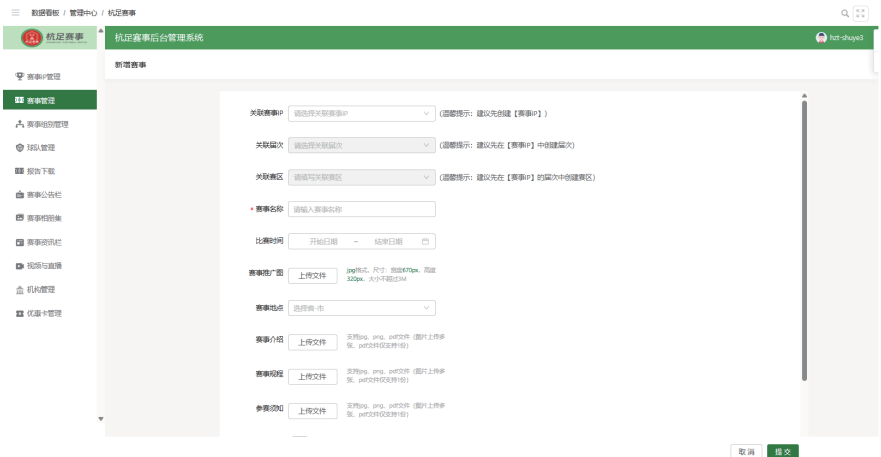 数据看板 / 管理中心 / 杭足赛事
杭足赛事
杭足赛事后台管理系统
hzt-shuye3
新增赛事
赛事IP管理
赛事管理
赛事组别管理
球队管理
报告下载
赛事公告栏
赛事相册集
赛事资讯栏
视频与直播
机构管理
优惠卡管理
关联赛事IP 请选择关联赛事IP (温馨提示：建议先创建【赛事IP】)
关联届次 请选择关联届次 (温馨提示：建议先在【赛事IP】中创建届次)
关联赛区 请填写关联赛区 (温馨提示：建议先在【赛事IP】的届次中创建赛区)
* 赛事名称 请输入赛事名称
比赛时间 开始日期 ~ 结束日期
赛事推广图 上传文件 jpg格式，尺寸：宽度670px，高度
320px，大小不超过3M
赛事地点 选择省-市
赛事介绍 上传文件 支持jpg、png、pdf文件 (图片上传多
张，pdf文件仅支持1份)
赛事规程 上传文件 支持jpg、png、pdf文件 (图片上传多
张，pdf文件仅支持1份)
参赛须知 上传文件 支持jpg、png、pdf文件 (图片上传多
张，pdf文件仅支持1份)
取消 提交